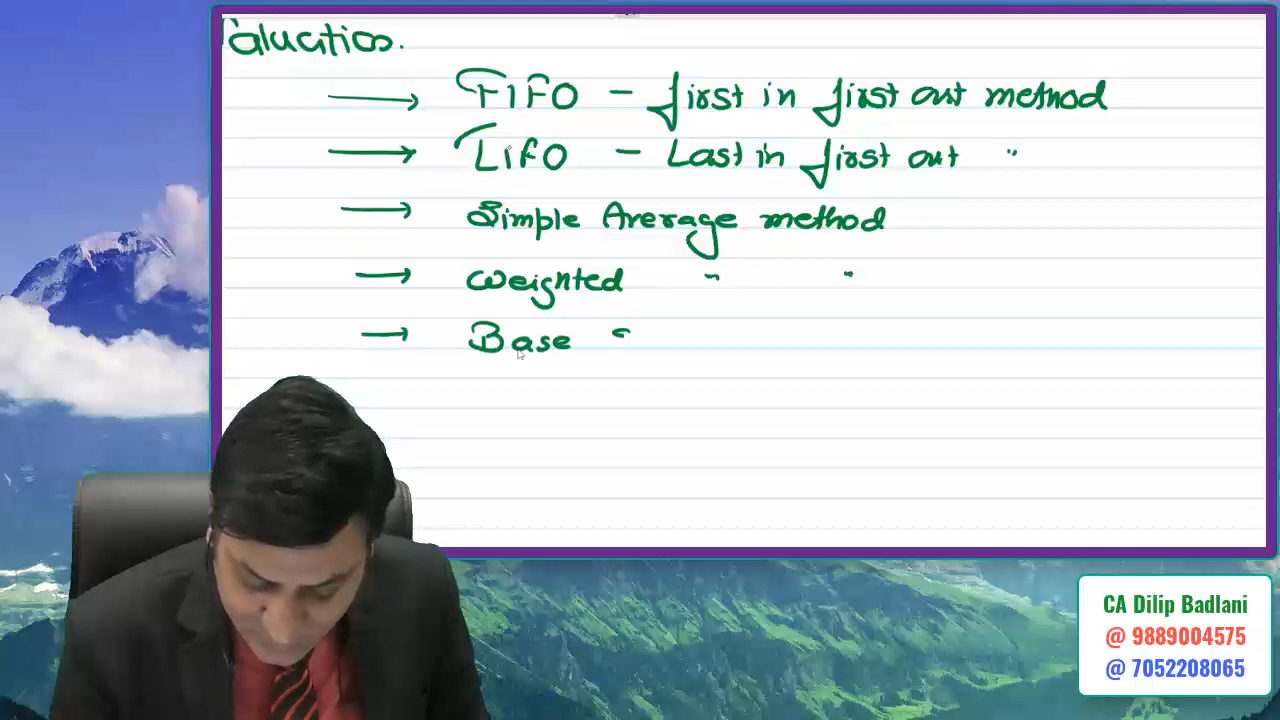 Valuation.
→ FIFO - first in first out method
→ LIFO - Last in first out "
→ Simple Average method
→ Weighted " "
→ Base "
CA Dilip Badlani
@ 9889004575
@ 7052208065